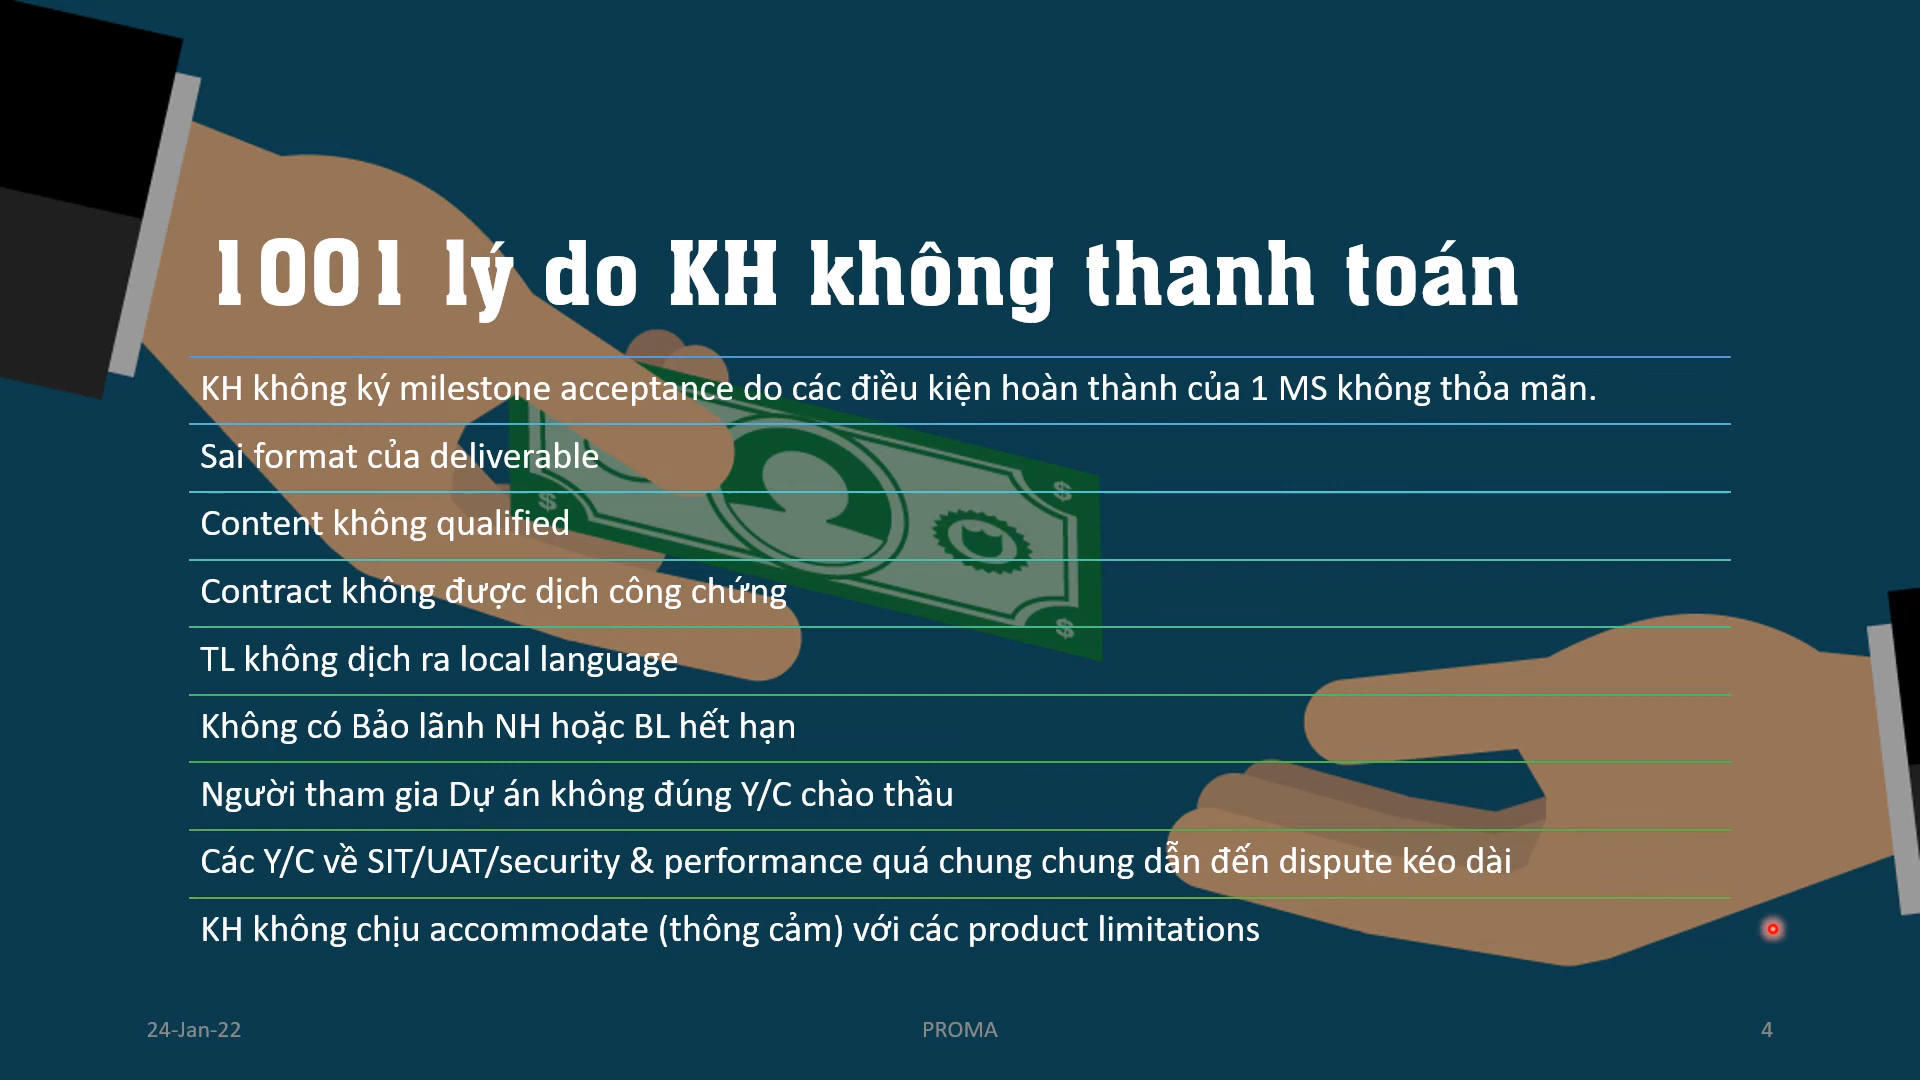 1001 lý do KH không thanh toán
KH không ký milestone acceptance do các điều kiện hoàn thành của 1 MS không thỏa mãn.
Sai format của deliverable
Content không qualified
Contract không được dịch công chứng
TL không dịch ra local language
Không có Bảo lãnh NH hoặc BL hết hạn
Người tham gia Dự án không đúng Y/C chào thầu
Các Y/C về SIT/UAT/security & performance quá chung chung dẫn đến dispute kéo dài
KH không chịu accommodate (thông cảm) với các product limitations
24-Jan-22
PROMA
4